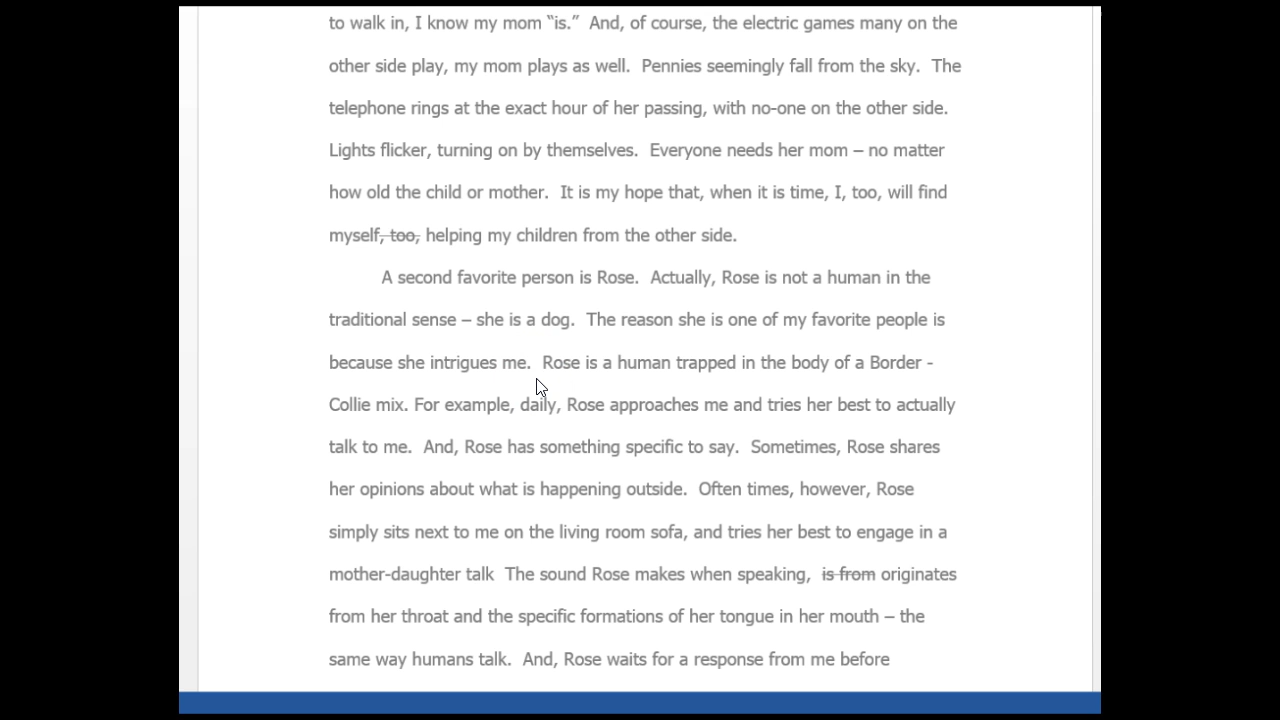 to walk in, I know my mom “is.”  And, of course, the electric games many on the
other side play, my mom plays as well.  Pennies seemingly fall from the sky.  The
telephone rings at the exact hour of her passing, with no-one on the other side.
Lights flicker, turning on by themselves.  Everyone needs her mom – no matter
how old the child or mother.  It is my hope that, when it is time, I, too, will find
myself, too, helping my children from the other side.
A second favorite person is Rose.  Actually, Rose is not a human in the
traditional sense – she is a dog.  The reason she is one of my favorite people is
because she intrigues me.  Rose is a human trapped in the body of a Border -
Collie mix. For example, daily, Rose approaches me and tries her best to actually
talk to me.  And, Rose has something specific to say.  Sometimes, Rose shares
her opinions about what is happening outside.  Often times, however, Rose
simply sits next to me on the living room sofa, and tries her best to engage in a
mother-daughter talk  The sound Rose makes when speaking,  is from originates
from her throat and the specific formations of her tongue in her mouth – the
same way humans talk.  And, Rose waits for a response from me before